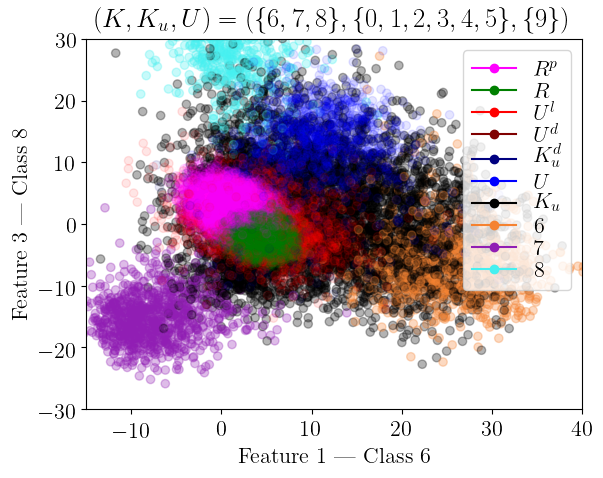 (K, K_u, U) = ({6, 7, 8}, {0, 1, 2, 3, 4, 5}, {9})
30
20
10
0
−10
−20
−30
Feature 3 — Class 8
R^p
R
U^l
U^d
K_u^d
U
K_u
6
7
8
−10
0
10
20
30
40
Feature 1 — Class 6